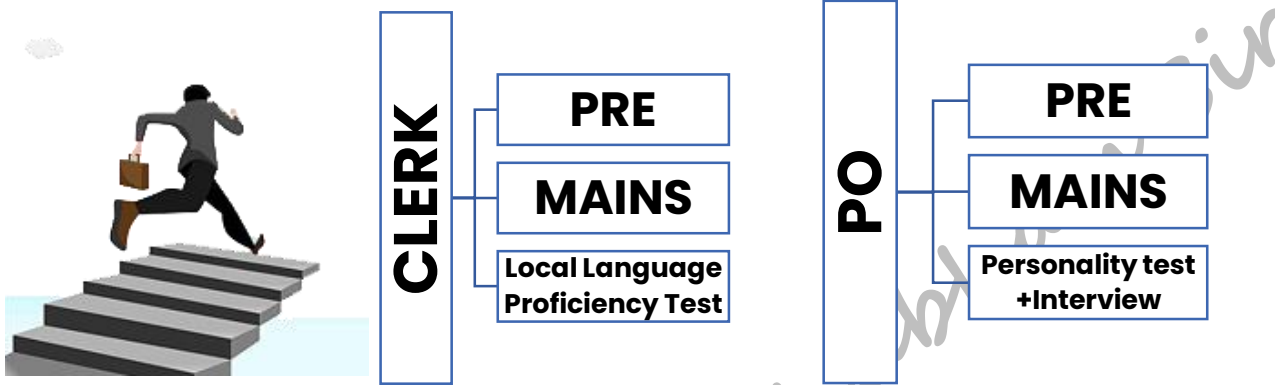 CLERK
PRE
MAINS
Local Language
Proficiency Test
PO
PRE
MAINS
Personality test
+Interview